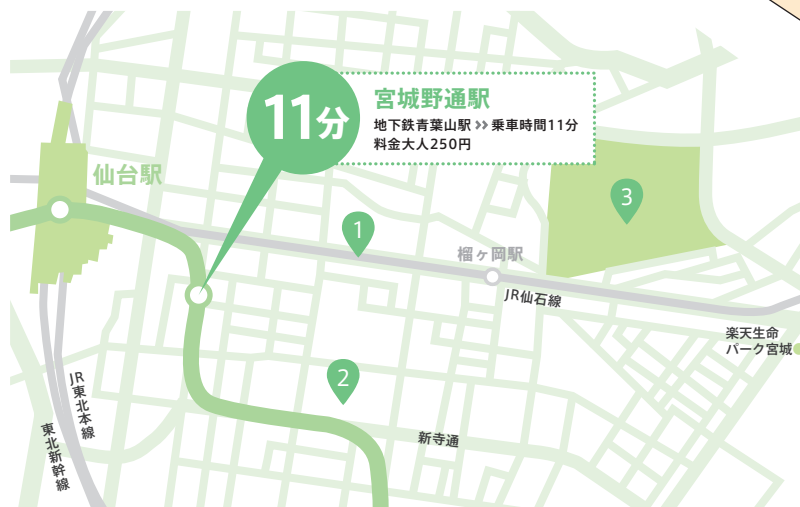 11分
宮城野通駅
地下鉄青葉山駅 ›› 乗車時間11分
料金大人250円
仙台駅
1
3
榴ヶ岡駅
JR仙石線
楽天生命
パーク宮城
2
新寺通
JR東北本線
東北新幹線